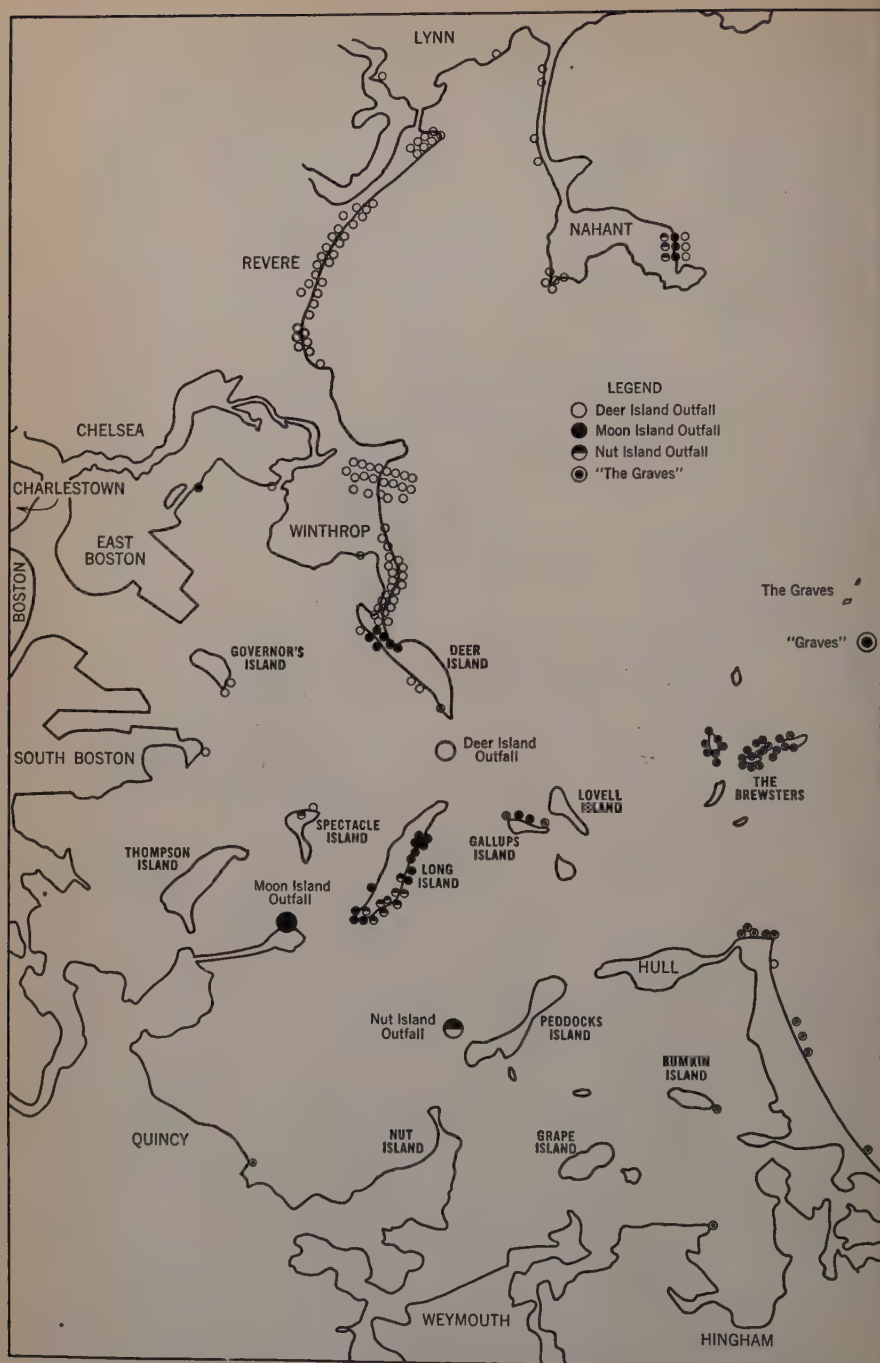 LYNN
NAHANT
REVERE
LEGEND
Deer Island Outfall
Moon Island Outfall
Nut Island Outfall
"The Graves"
CHELSEA
CHARLESTOWN
WINTHROP
EAST
BOSTON
BOSTON
The Graves
"Graves"
GOVERNOR'S
ISLAND
DEER
ISLAND
Deer Island
Outfall
SOUTH BOSTON
THE
BREWSTERS
LOVELL
ISLAND
SPECTACLE
ISLAND
GALLUPS
ISLAND
THOMPSON
ISLAND
LONG
ISLAND
Moon Island
Outfall
HULL
Nut Island
Outfall
PEDDOCKS
ISLAND
BUMKIN
ISLAND
QUINCY
NUT
ISLAND
GRAPE
ISLAND
WEYMOUTH
HINGHAM